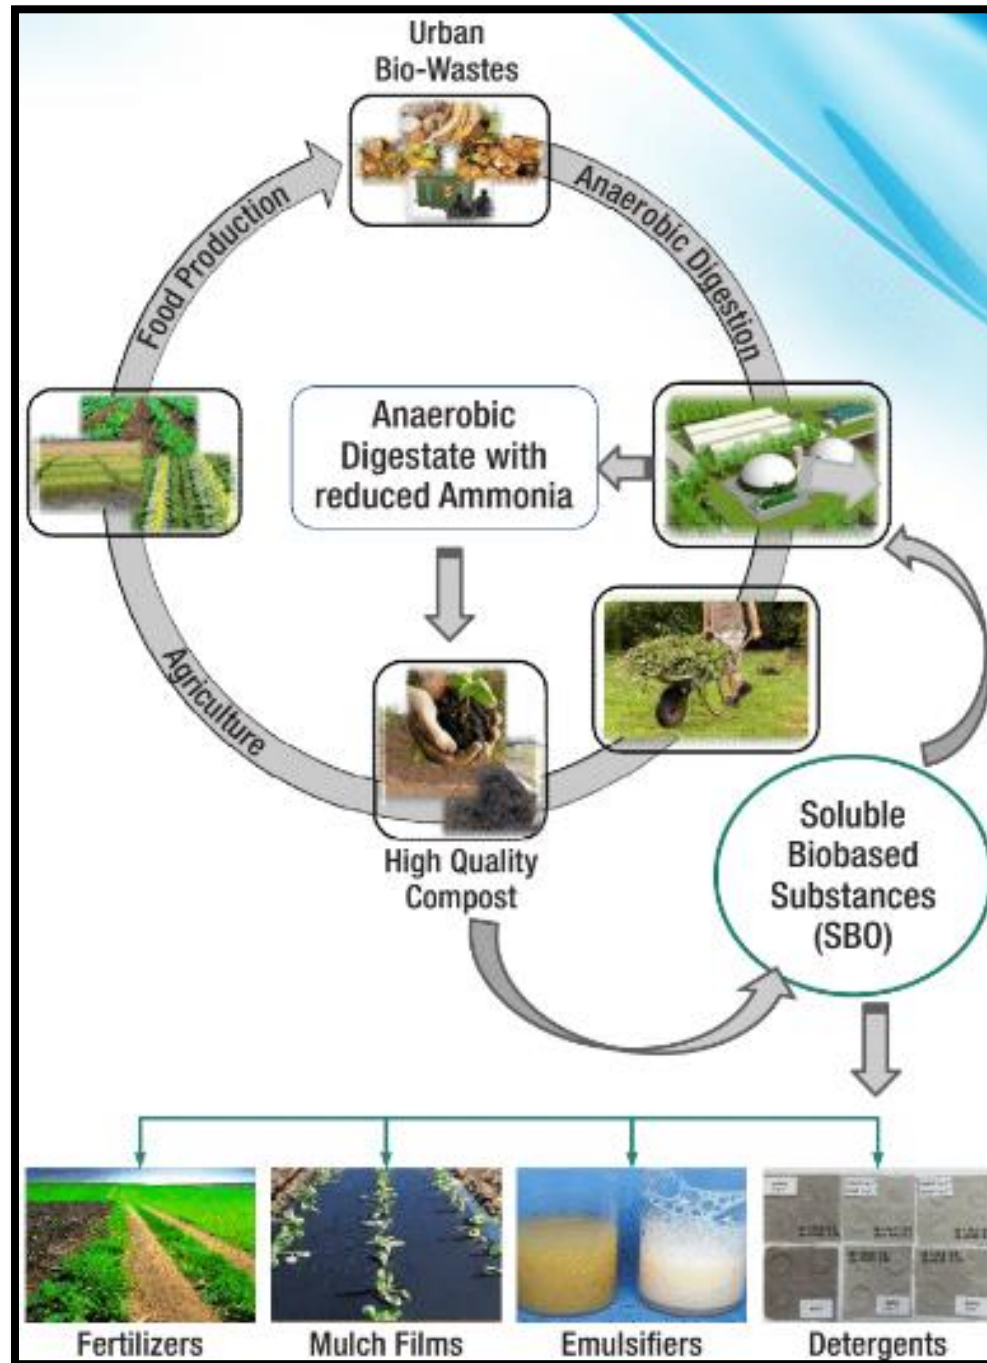 Urban
Bio-Wastes
Anaerobic Digestion
Food Production
Anaerobic
Digestate with
reduced Ammonia
Agriculture
High Quality
Compost
Soluble
Biobased
Substances
(SBO)
Fertilizers
Mulch Films
Emulsifiers
Detergents